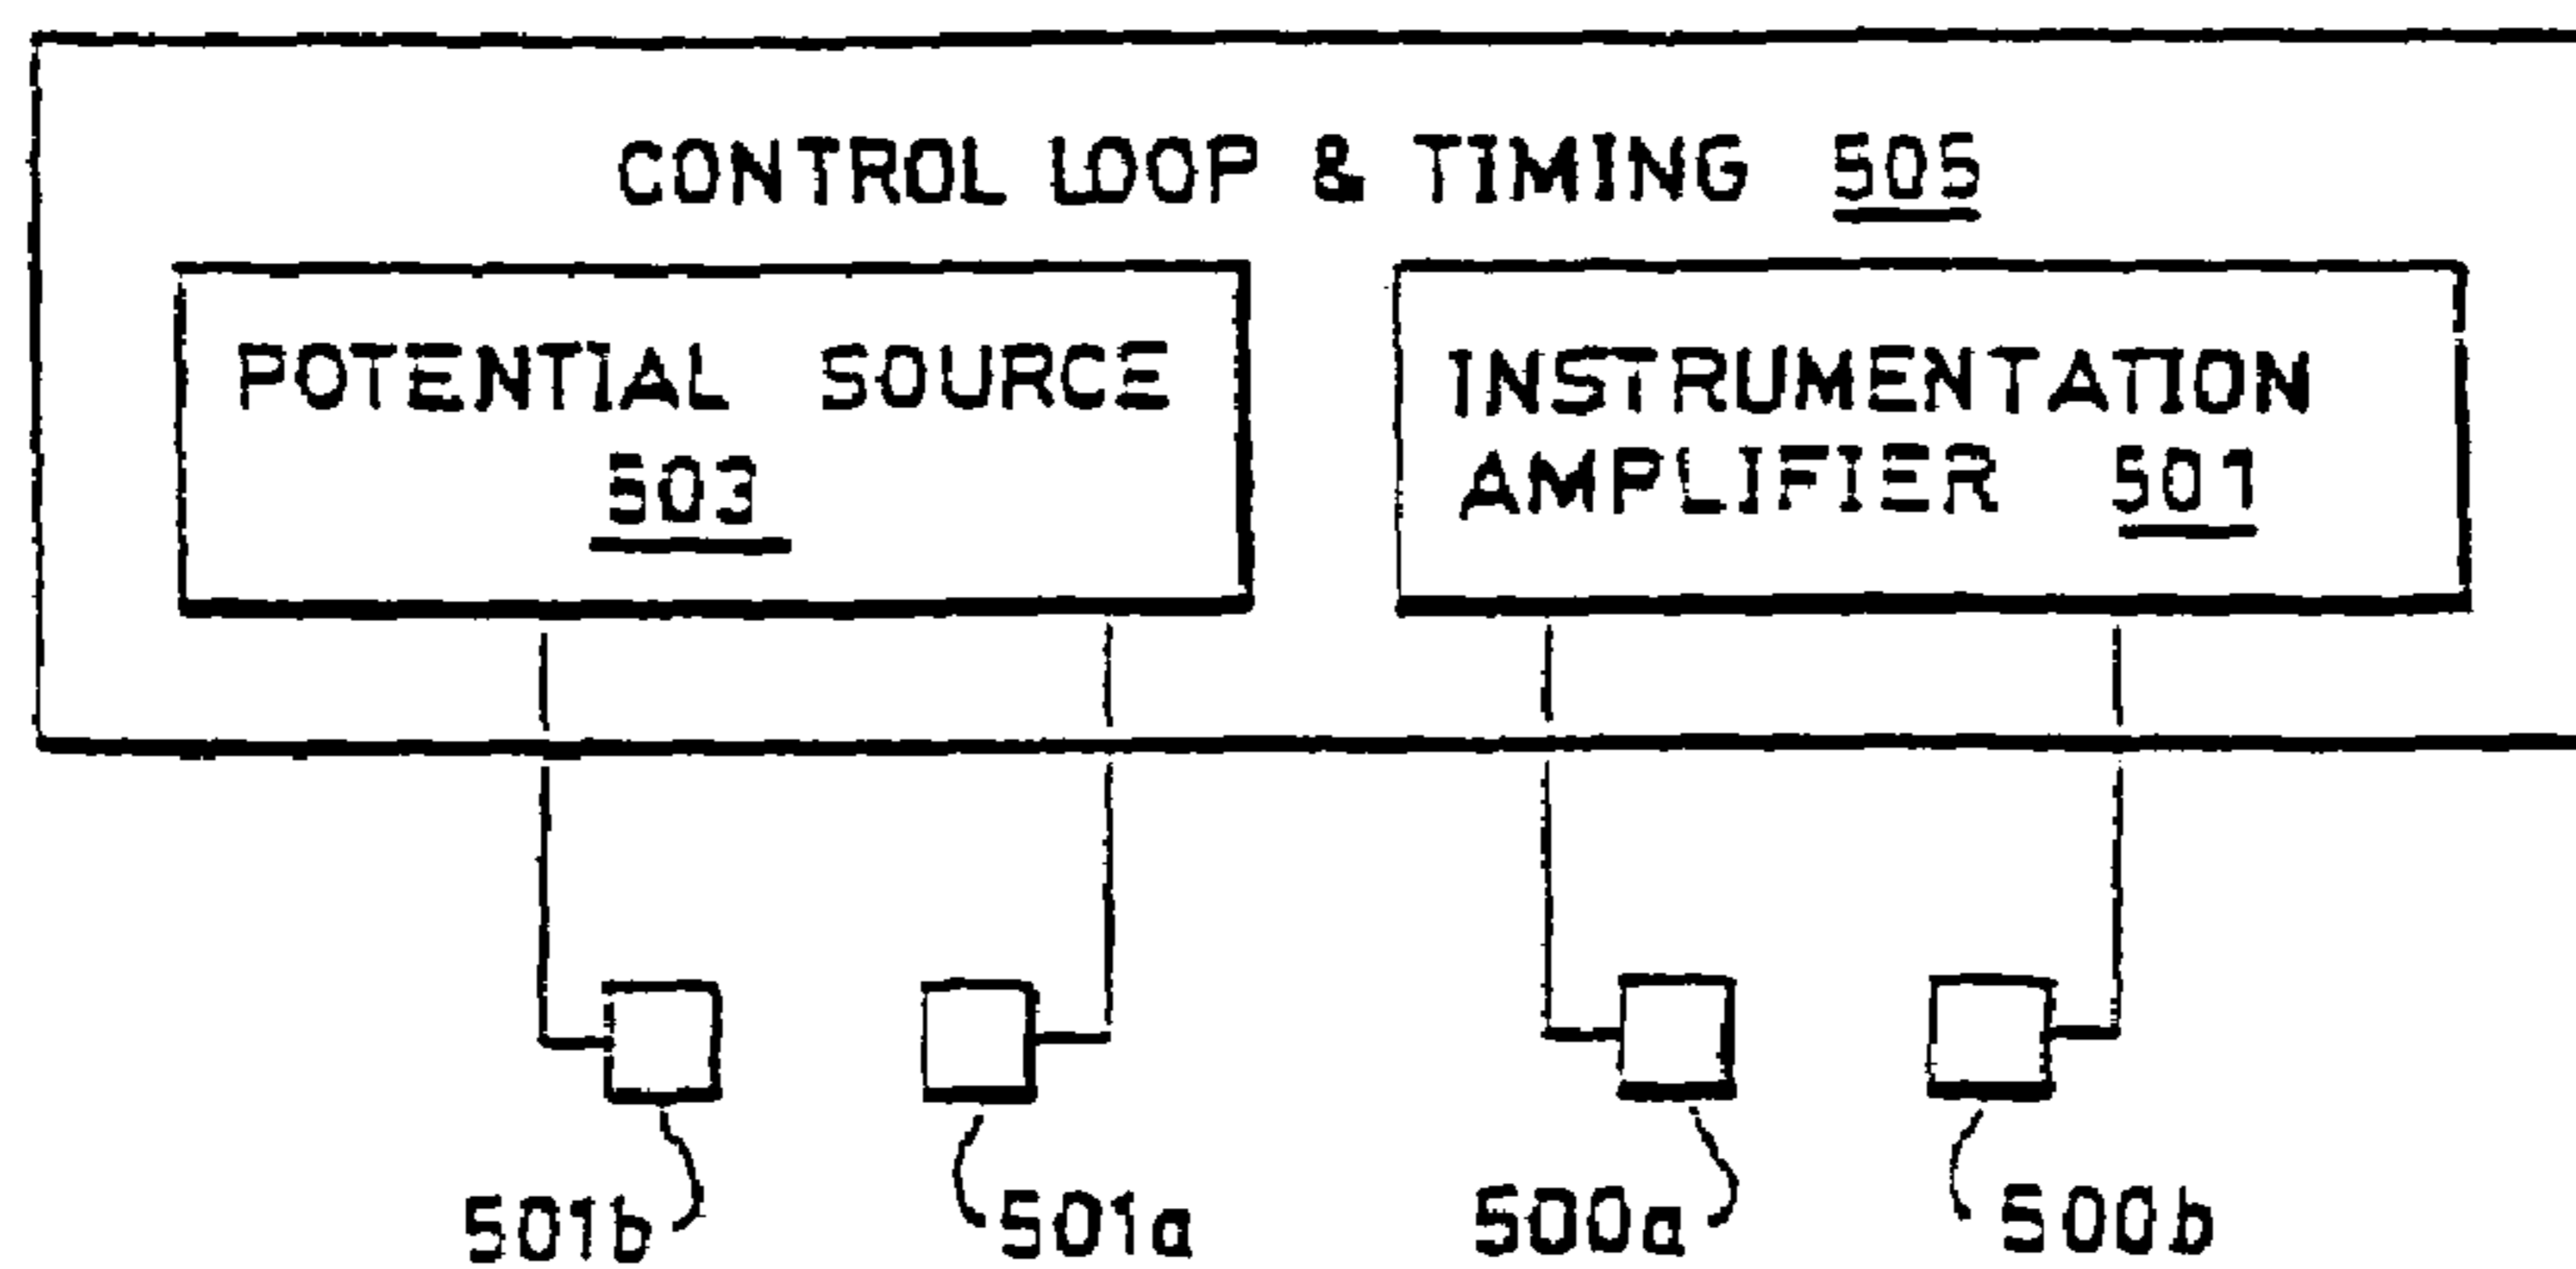 CONTROL LOOP & TIMING 505
POTENTIAL SOURCE
503
INSTRUMENTATION
AMPLIFIER 501
501b
501a
500a
500b